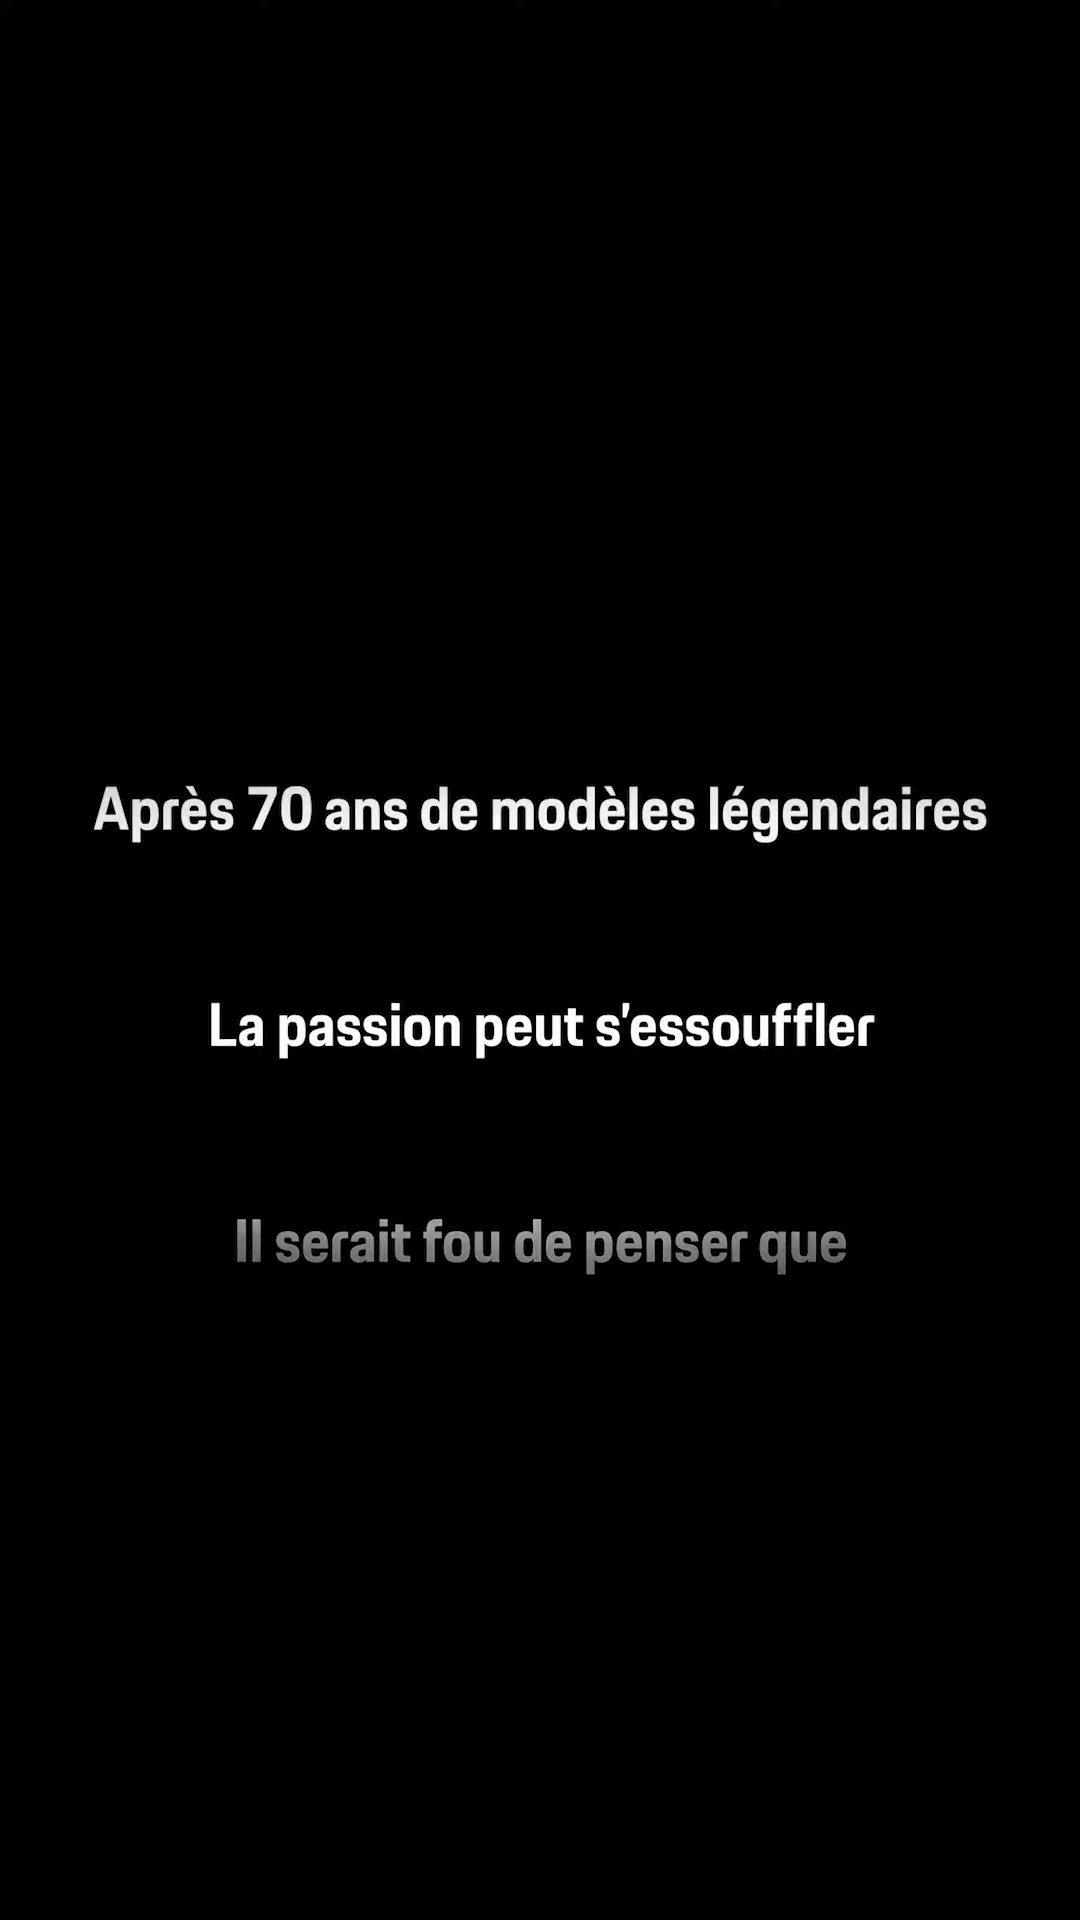 Après 70 ans de modèles légendaires
La passion peut s'essouffler
Il serait fou de penser que